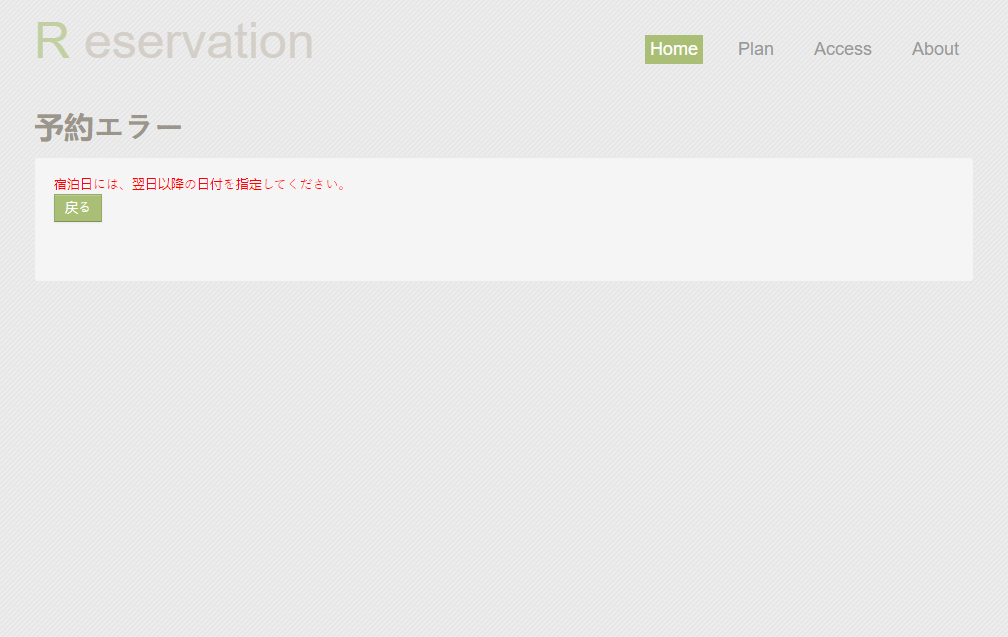 R eservation
Home Plan Access About
予約エラー
宿泊日には、翌日以降の日付を指定してください。
戻る